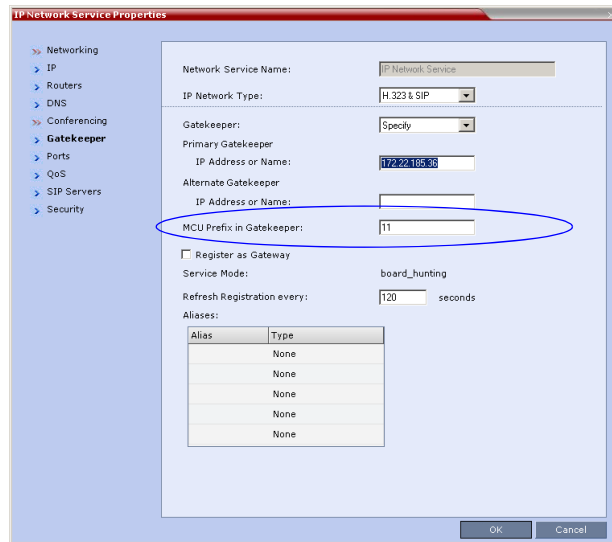 IP Network Service Properties
Networking
IP
Routers
DNS
Conferencing
Gatekeeper
Ports
QoS
SIP Servers
Security
Network Service Name: IP Network Service
IP Network Type: H.323 & SIP
Gatekeeper: Specify
Primary Gatekeeper
IP Address or Name: 172.22.185.36
Alternate Gatekeeper
IP Address or Name:
MCU Prefix in Gatekeeper: 11
Register as Gateway
Service Mode: board_hunting
Refresh Registration every: 120 seconds
Aliases:
Alias Type
None
None
None
None
None
OK Cancel